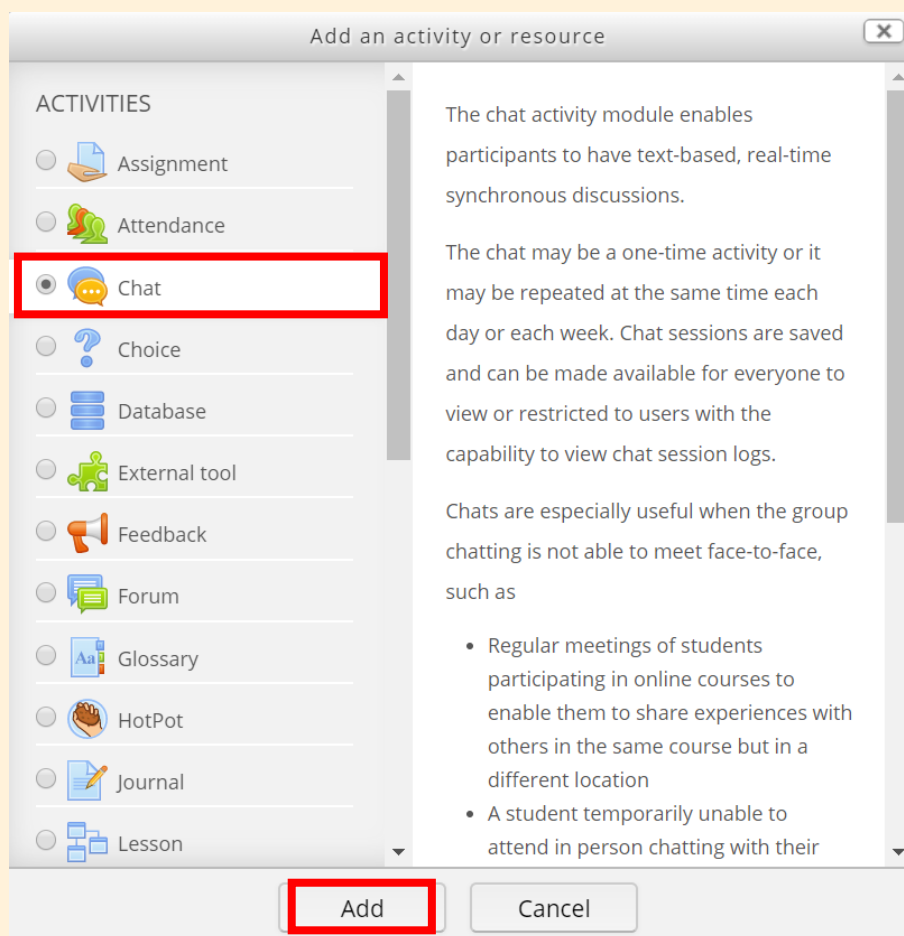 Add an activity or resource
ACTIVITIES
Assignment
Attendance
Chat
Choice
Database
External tool
Feedback
Forum
Aa
Glossary
HotPot
Journal
Lesson
The chat activity module enables
participants to have text-based, real-time
synchronous discussions.
The chat may be a one-time activity or it
may be repeated at the same time each
day or each week. Chat sessions are saved
and can be made available for everyone to
view or restricted to users with the
capability to view chat session logs.
Chats are especially useful when the group
chatting is not able to meet face-to-face,
such as
• Regular meetings of students
participating in online courses to
enable them to share experiences with
others in the same course but in a
different location
• A student temporarily unable to
attend in person chatting with their
Add
Cancel